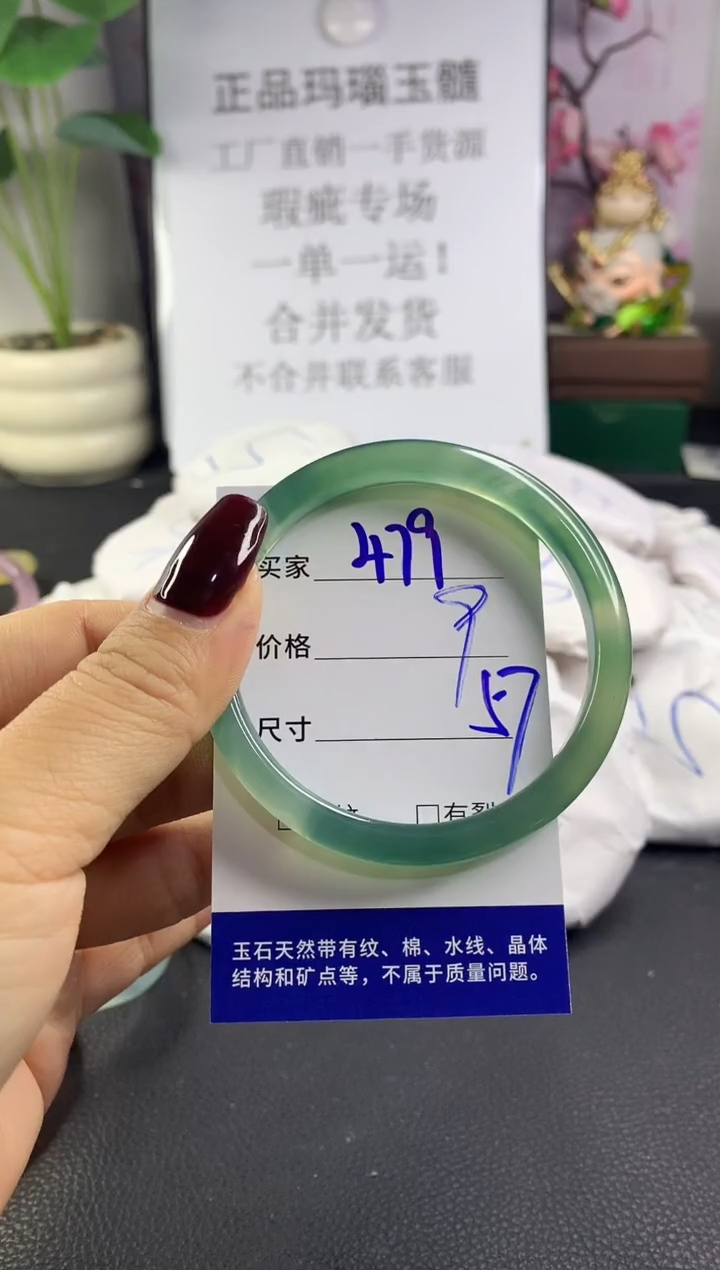 正品玛瑙玉髓
工厂直销一手货源
瑕疵专场
一单一运！
合并发货
不合并联系客服
买家 479
价格
尺寸 57
□有裂
玉石天然带有纹、棉、水线、晶体
结构和矿点等，不属于质量问题。